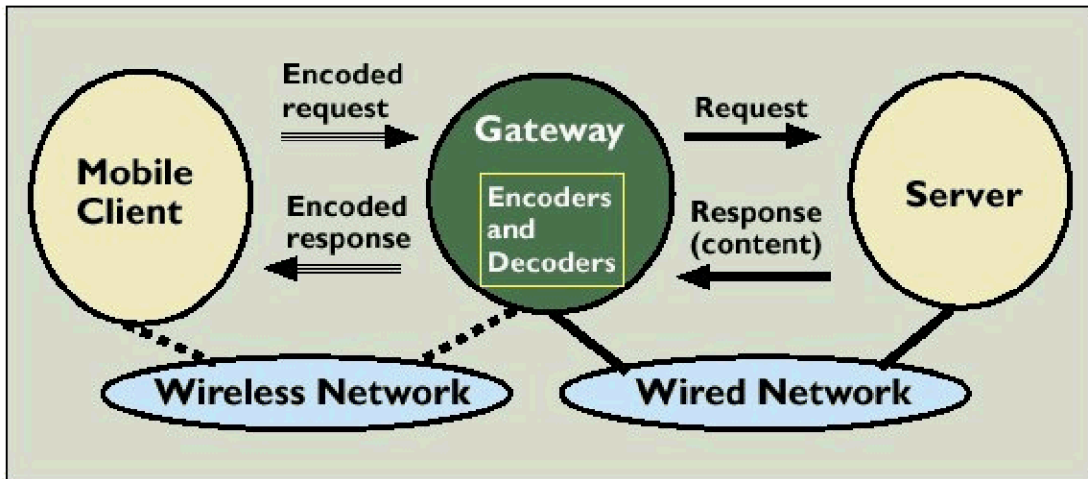 Encoded
request
Gateway
Request
Mobile
Client
Encoders
and
Decoders
Server
Encoded
response
Response
(content)
Wireless Network
Wired Network